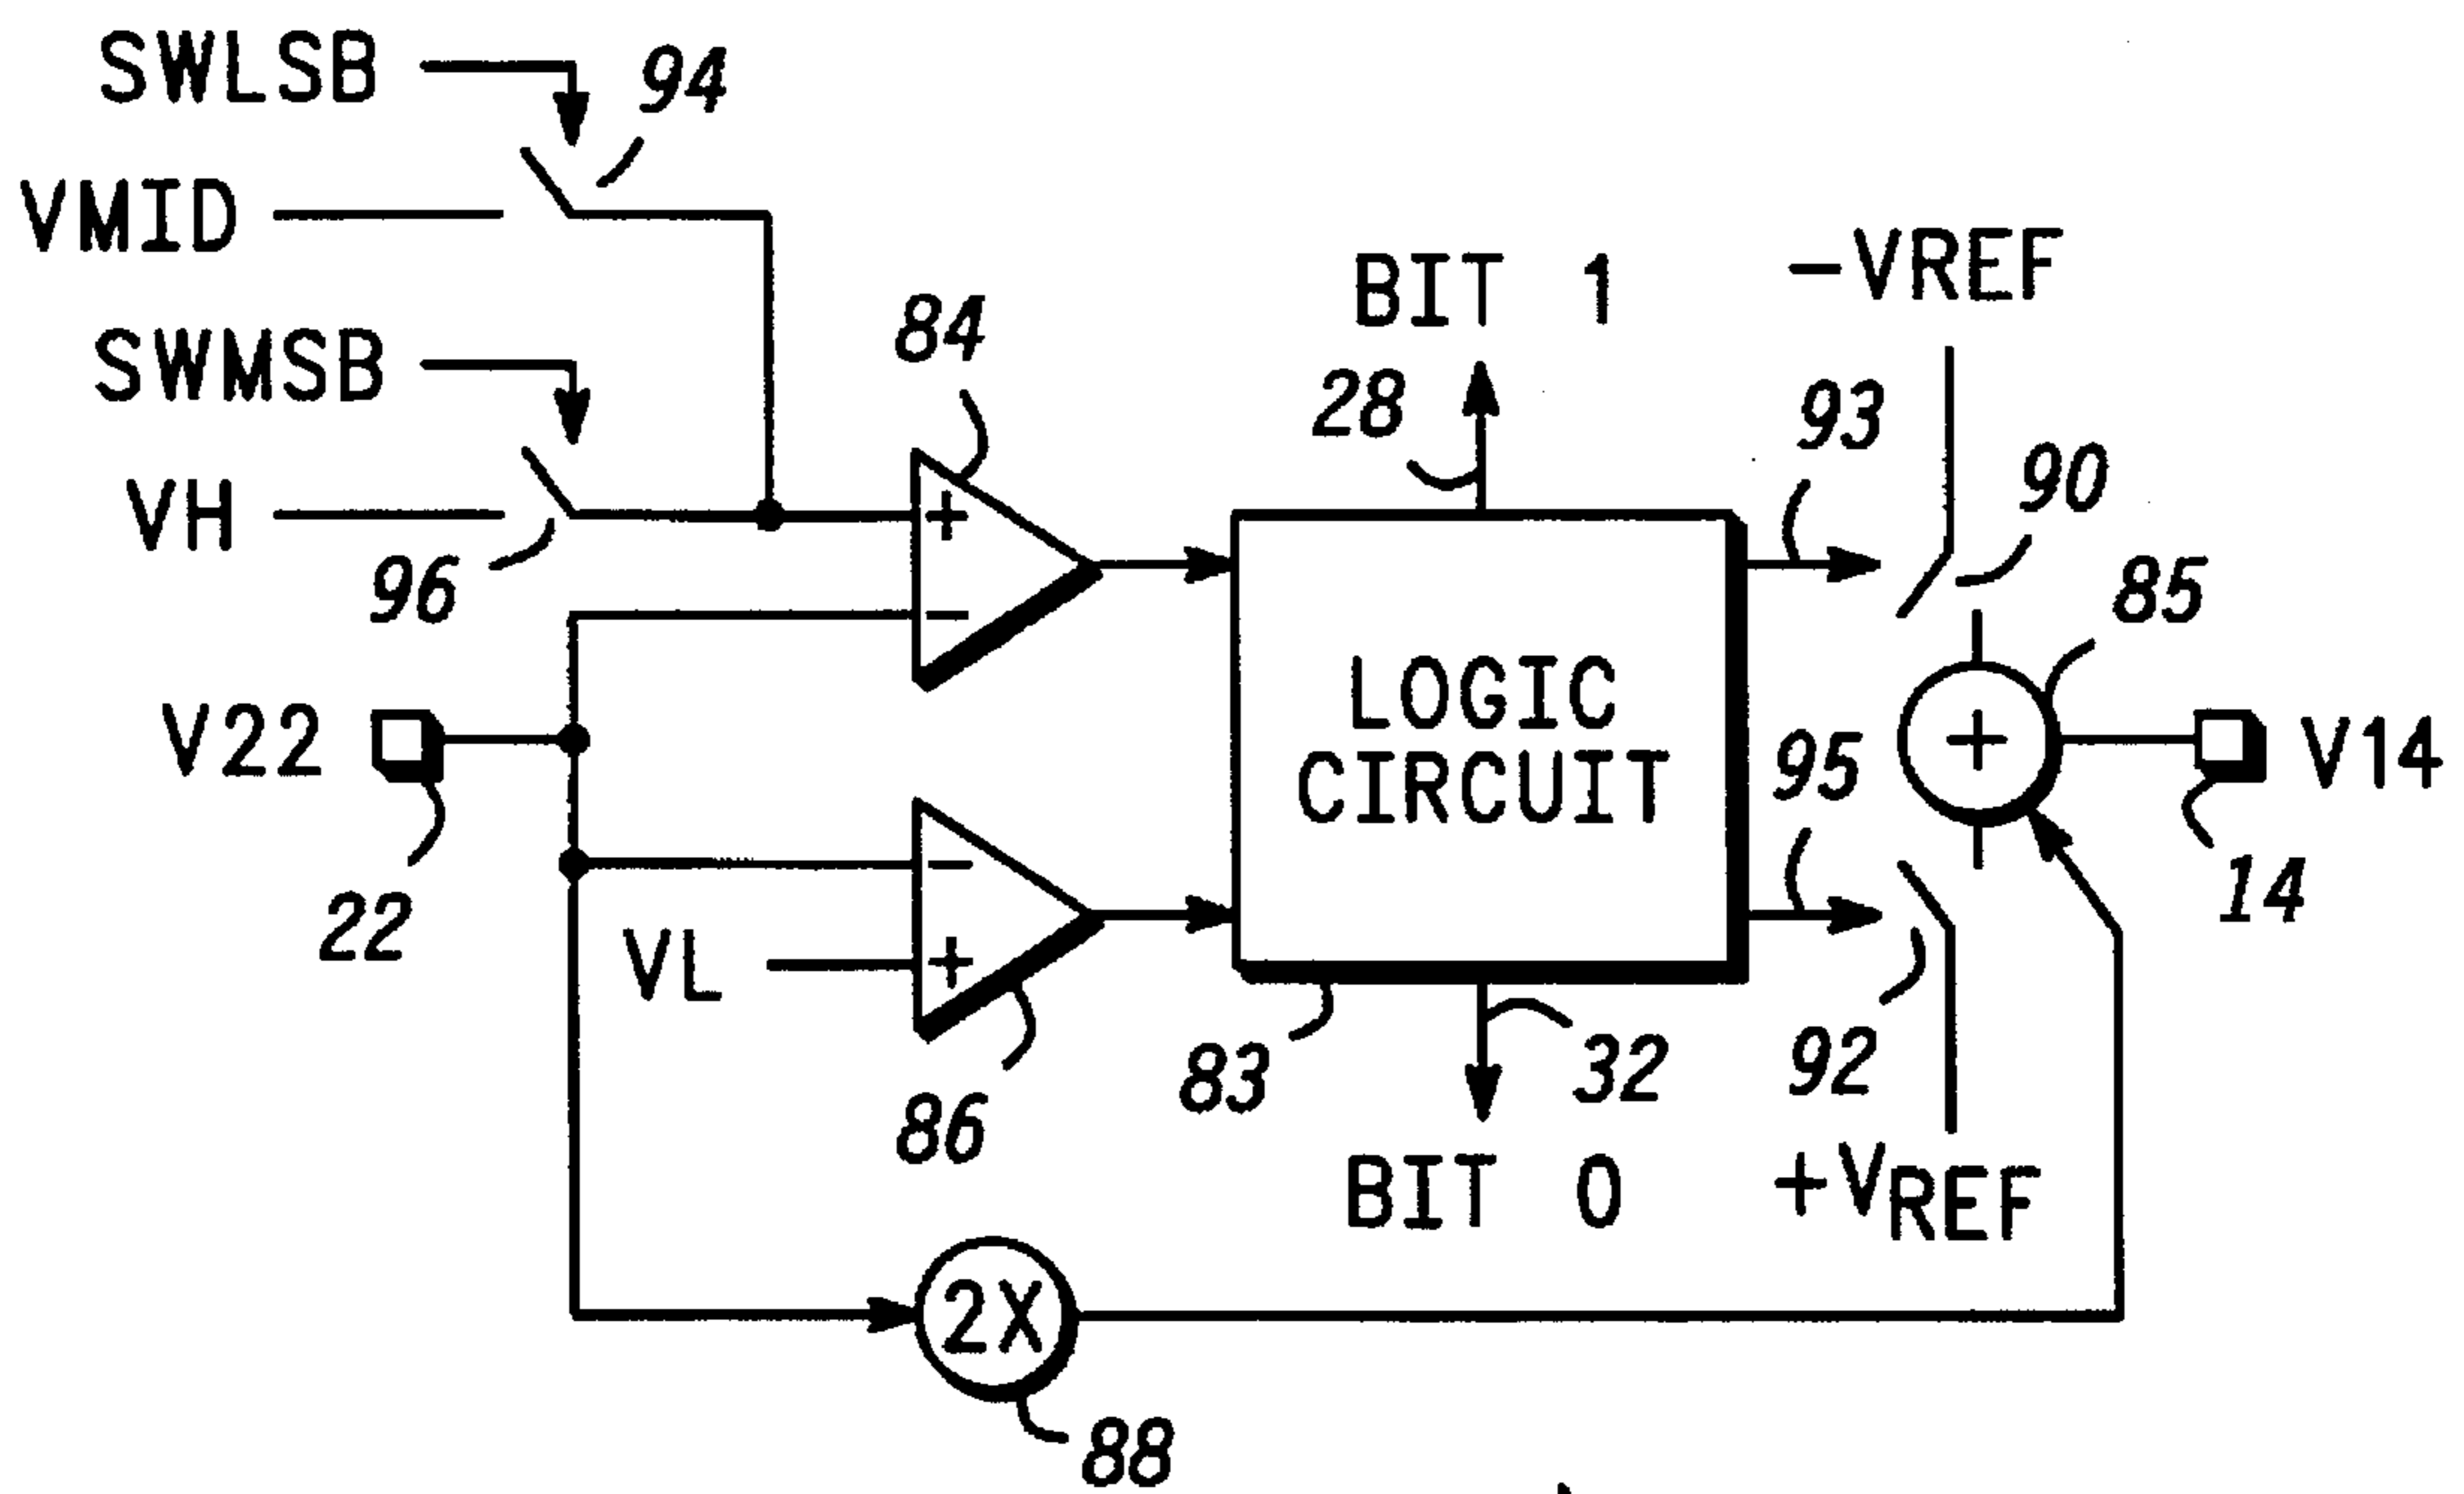 SWLSB
94
VMID
SWMSB
VH
96
84
+
−
BIT 1
28
−VREF
93
90
85
V22
22
LOGIC
CIRCUIT
+
V14
14
95
−
VL
+
86
83
32
BIT 0
92
+VREF
2X
88